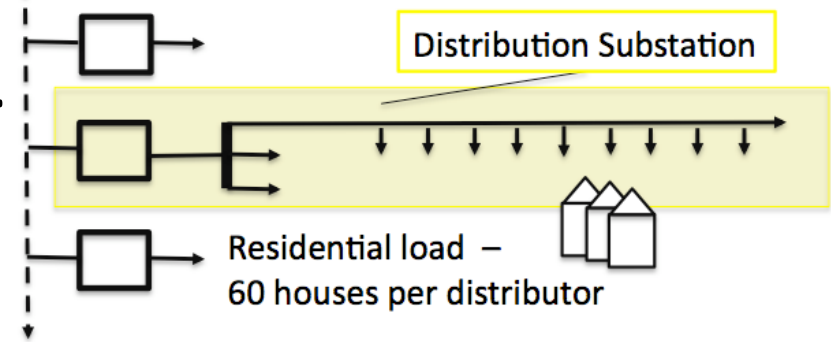 Distribution Substation
Residential load –
60 houses per distributor